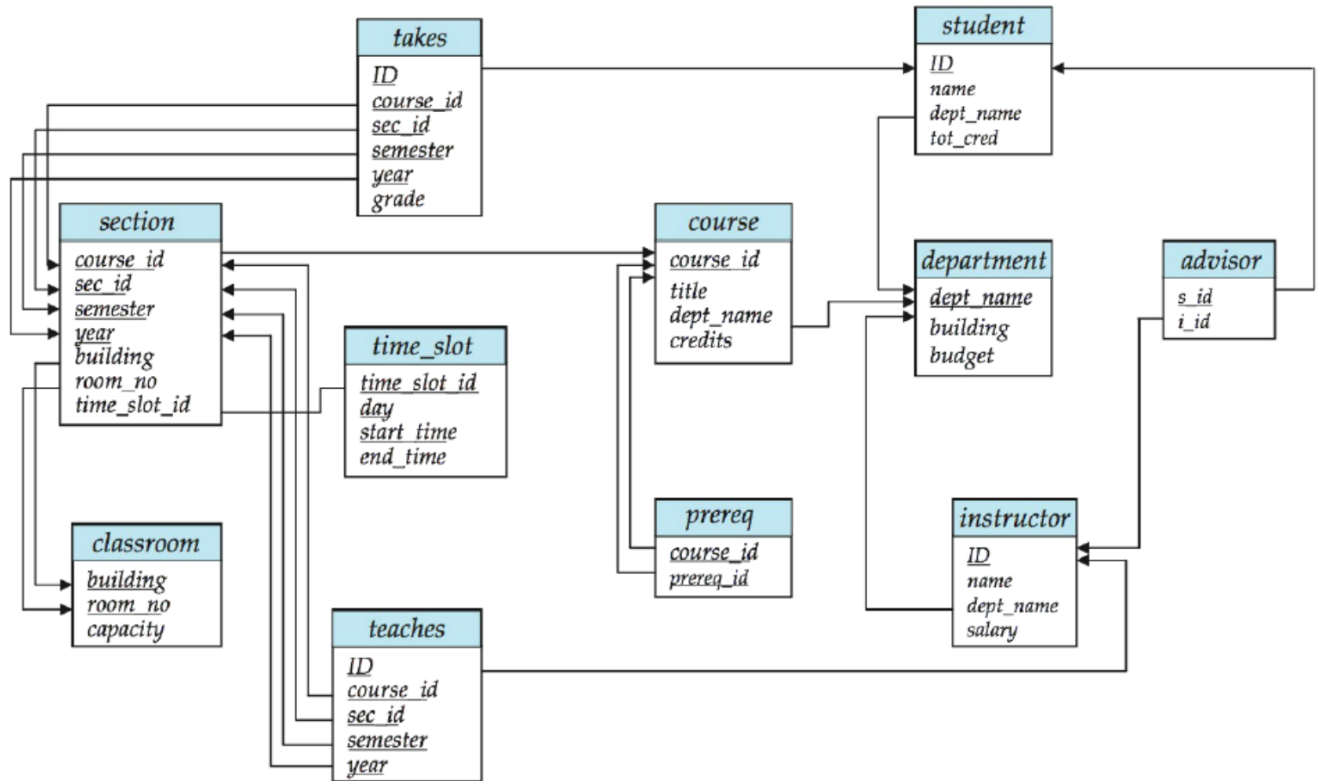 takes
ID
course_id
sec_id
semester
year
grade
student
ID
name
dept_name
tot_cred
section
course_id
sec_id
semester
year
building
room_no
time_slot_id
course
course_id
title
dept_name
credits
department
dept_name
building
budget
advisor
s_id
i_id
time_slot
time_slot_id
day
start_time
end_time
classroom
building
room_no
capacity
prereq
course_id
prereq_id
instructor
ID
name
dept_name
salary
teaches
ID
course_id
sec_id
semester
year